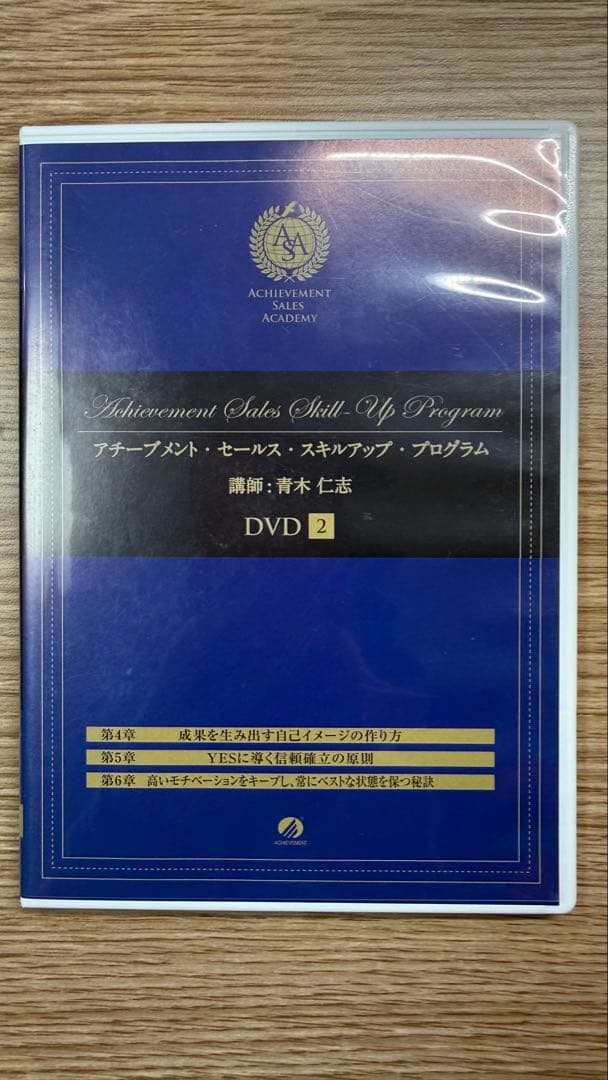 ASA
ACHIEVEMENT
SALES
ACADEMY
Achievement Sales Skill-Up Program
アチーブメント・セールス・スキルアップ・プログラム
講師：青木 仁志
DVD 2
第4章 成果を生み出す自己イメージの作り方
第5章 YESに導く信頼確立の原則
第6章 高いモチベーションをキープし、常にベストな状態を保つ秘訣
ACHIEVEMENT